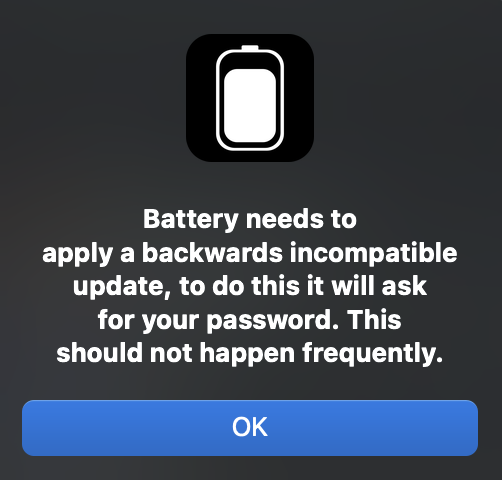 Battery needs to
apply a backwards incompatible
update, to do this it will ask
for your password. This
should not happen frequently.
OK